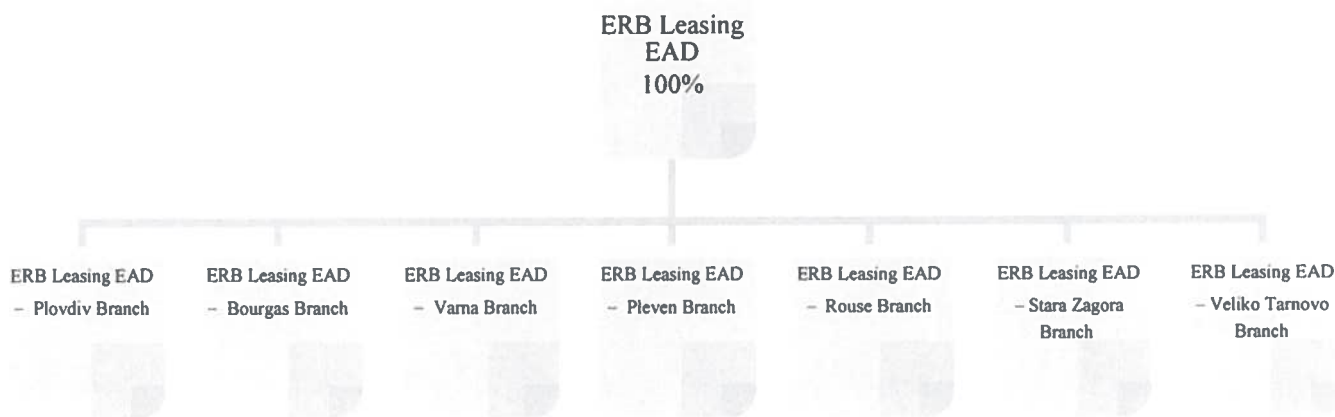 ERB Leasing
EAD
100%
ERB Leasing EAD
– Plovdiv Branch
ERB Leasing EAD
– Bourgas Branch
ERB Leasing EAD
– Varna Branch
ERB Leasing EAD
– Pleven Branch
ERB Leasing EAD
– Rouse Branch
ERB Leasing EAD
– Stara Zagora
Branch
ERB Leasing EAD
– Veliko Tarnovo
Branch